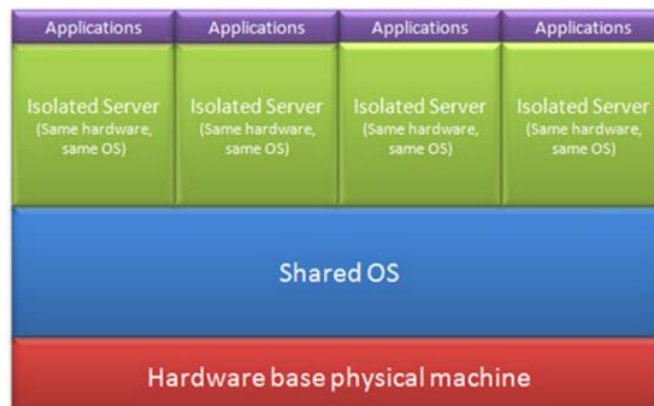 Applications Applications Applications Applications
Isolated Server Isolated Server Isolated Server Isolated Server
(Same hardware, (Same hardware, (Same hardware, (Same hardware,
same OS) same OS) same OS) same OS)
Shared OS
Hardware base physical machine